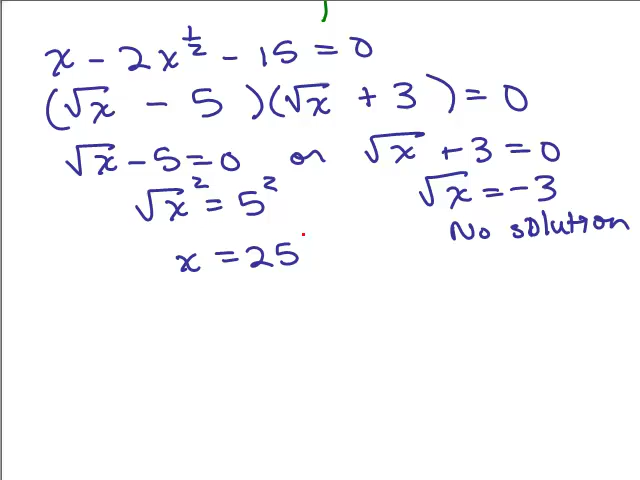 x - 2x^{1/2} - 15 = 0
(√x - 5)(√x + 3) = 0
√x - 5 = 0 or √x + 3 = 0
√x² = 5² √x = -3
No solution
x = 25